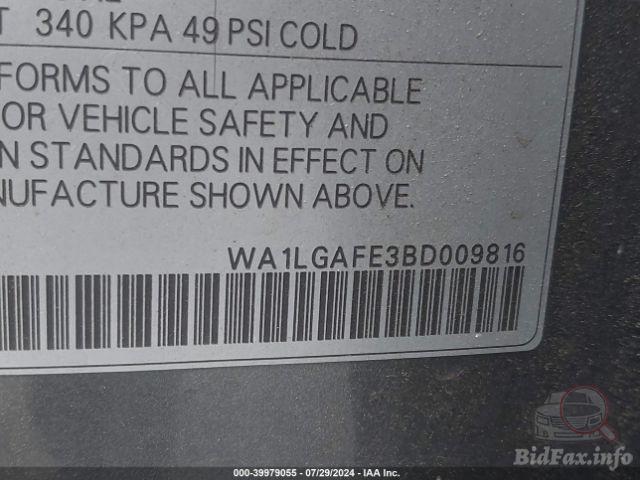 T 340 KPA 49 PSI COLD
FORMS TO ALL APPLICABLE
OR VEHICLE SAFETY AND
N STANDARDS IN EFFECT ON
NUFACTURE SHOWN ABOVE.
WA1LGAFE3BD009816
BidFax.info
000-39979055 - 07/29/2024 - IAA Inc.